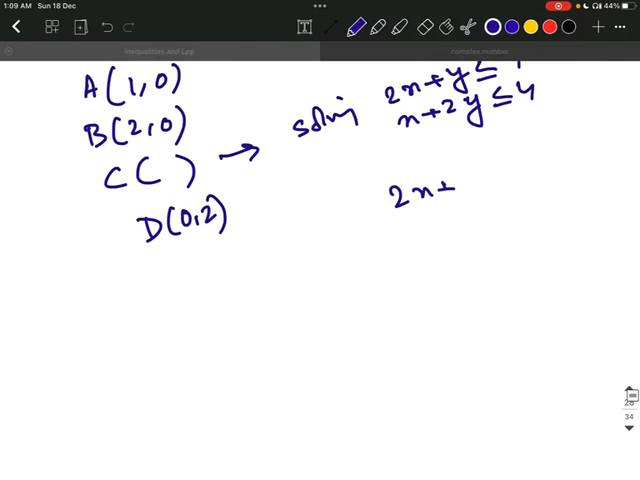 1:09 AM Sun 18 Dec
44%
inequalities and Lpp
complex number
A(1,0)
B(2,0)
C( ) → solving
D(0,2)
2x+y≤
x+2y≤4
2x+
28
34